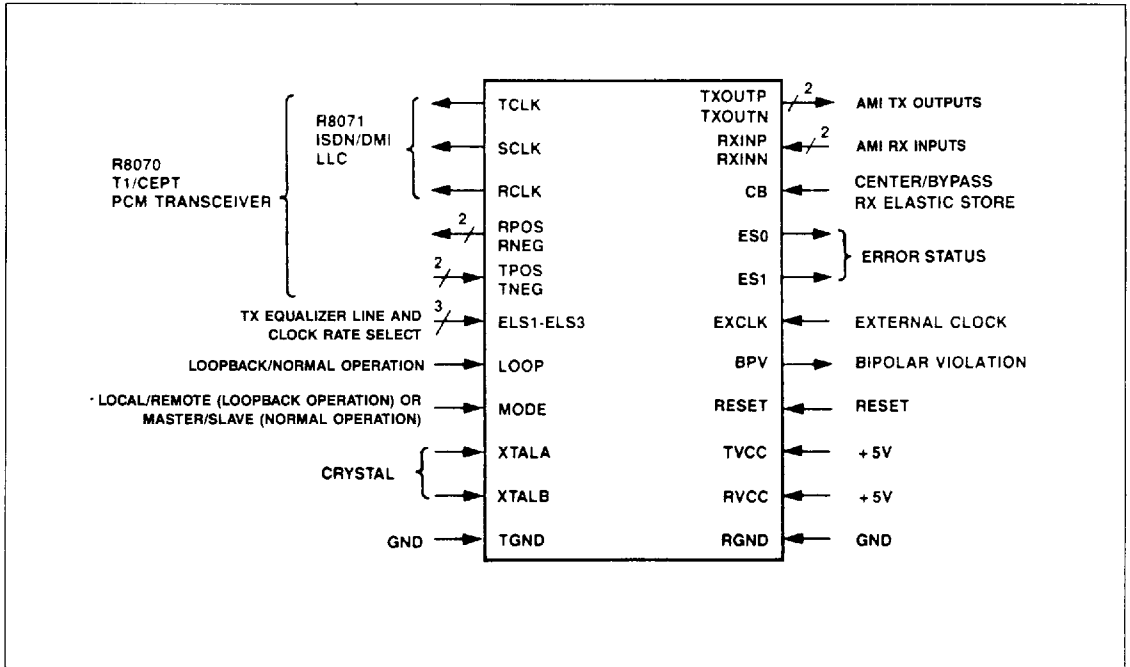 R8070
T1/CEPT
PCM TRANSCEIVER
R8071
ISDN/DMI
LLC
TX EQUALIZER LINE AND
CLOCK RATE SELECT
LOOPBACK/NORMAL OPERATION
LOCAL/REMOTE (LOOPBACK OPERATION) OR
MASTER/SLAVE (NORMAL OPERATION)
CRYSTAL
GND
2
2
3
TCLK
SCLK
RCLK
RPOS
RNEG
TPOS
TNEG
ELS1-ELS3
LOOP
MODE
XTALA
XTALB
TGND
TXOUTP
TXOUTN
RXINP
RXINN
CB
ES0
ES1
EXCLK
BPV
RESET
TVCC
RVCC
RGND
2
2
AMI TX OUTPUTS
AMI RX INPUTS
CENTER/BYPASS
RX ELASTIC STORE
ERROR STATUS
EXTERNAL CLOCK
BIPOLAR VIOLATION
RESET
+5V
+5V
GND